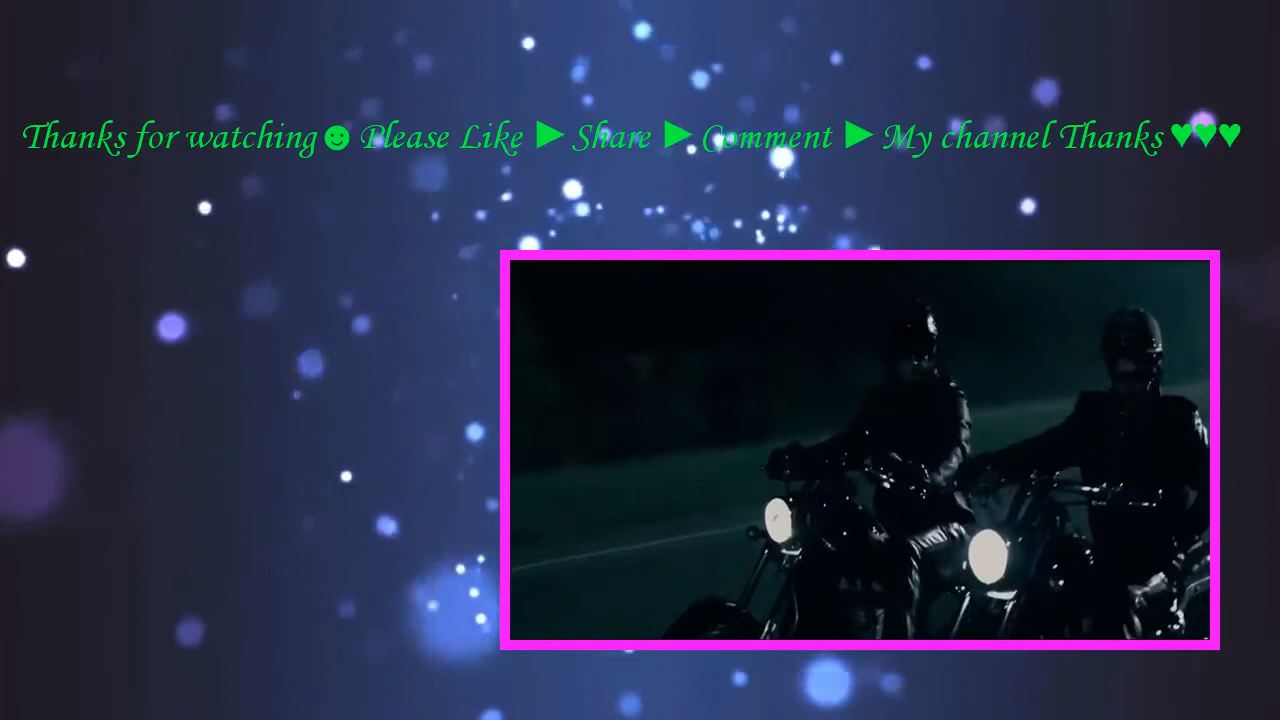 Thanks for watching☻Please Like ► Share ► Comment ► My channel Thanks ♥♥♥